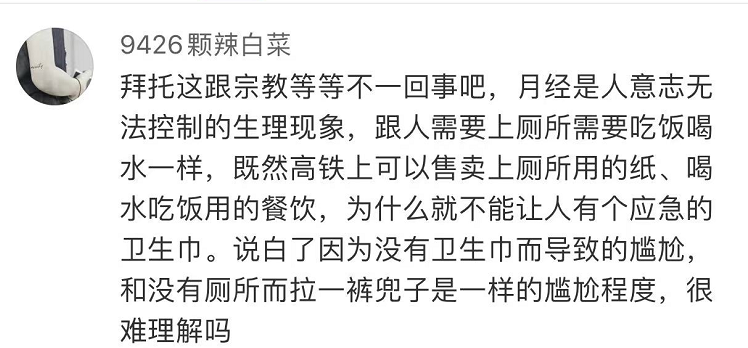 9426颗辣白菜
拜托这跟宗教等等不一回事吧，月经是人意志无
法控制的生理现象，跟人需要上厕所需要吃饭喝
水一样，既然高铁上可以售卖上厕所用的纸、喝
水吃饭用的餐饮，为什么就不能让人有个应急的
卫生巾。说白了因为没有卫生巾而导致的尴尬，
和没有厕所而拉一裤兜子是一样的尴尬程度，很
难理解吗